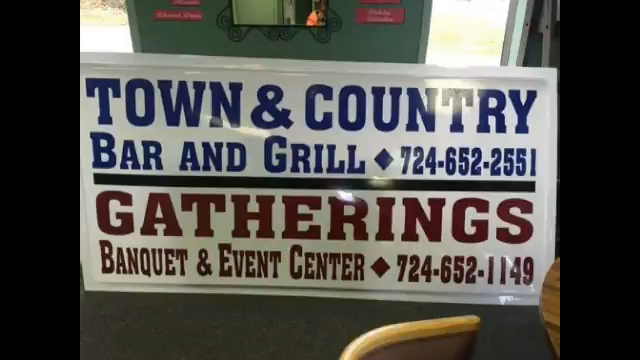 TOWN & COUNTRY
BAR AND GRILL ◆ 724-652-2551
GATHERINGS
BANQUET & EVENT CENTER ◆ 724-652-1149